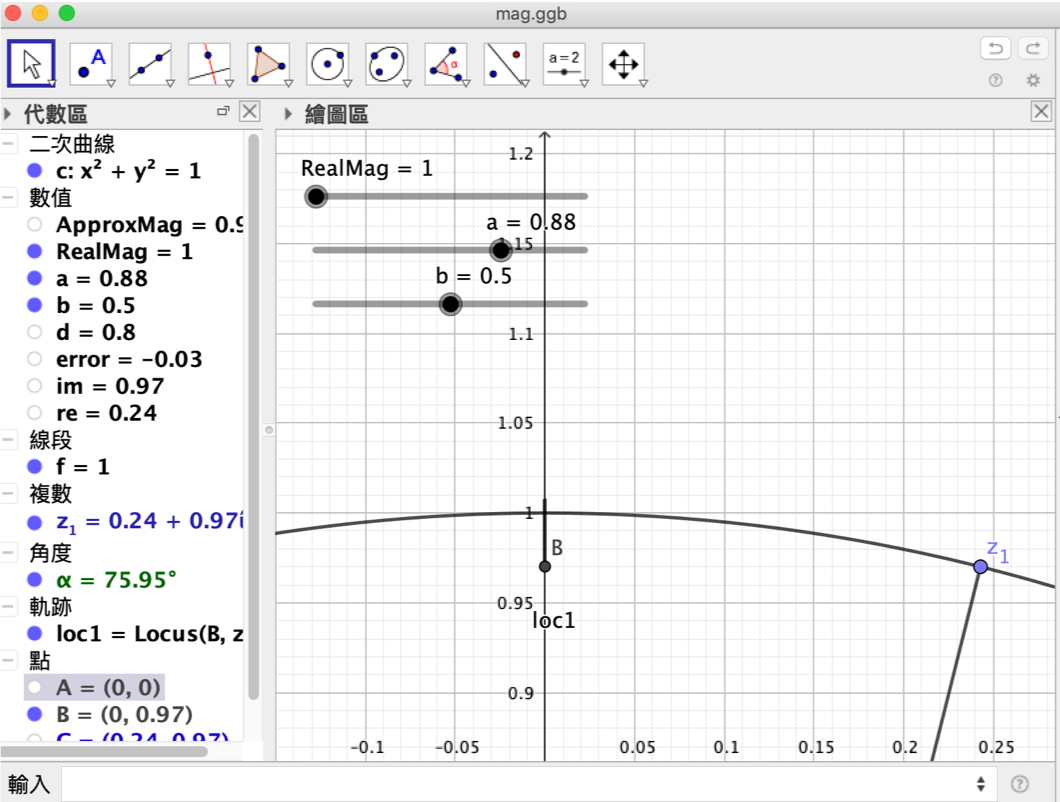 mag.ggb
A
α
a=2
代數區
繪圖區
二次曲線
c: x² + y² = 1
數值
ApproxMag = 0.9
RealMag = 1
a = 0.88
b = 0.5
d = 0.8
error = −0.03
im = 0.97
re = 0.24
線段
f = 1
複數
z₁ = 0.24 + 0.97i
角度
α = 75.95°
軌跡
loc1 = Locus(B, z
點
A = (0, 0)
B = (0, 0.97)
C = (0.24, 0.97)
RealMag = 1
a = 0.88
b = 0.5
1.2
1.15
1.1
1.05
1
B
z₁
0.95
loc1
0.9
−0.1 −0.05 0.05 0.1 0.15 0.2 0.25
輸入